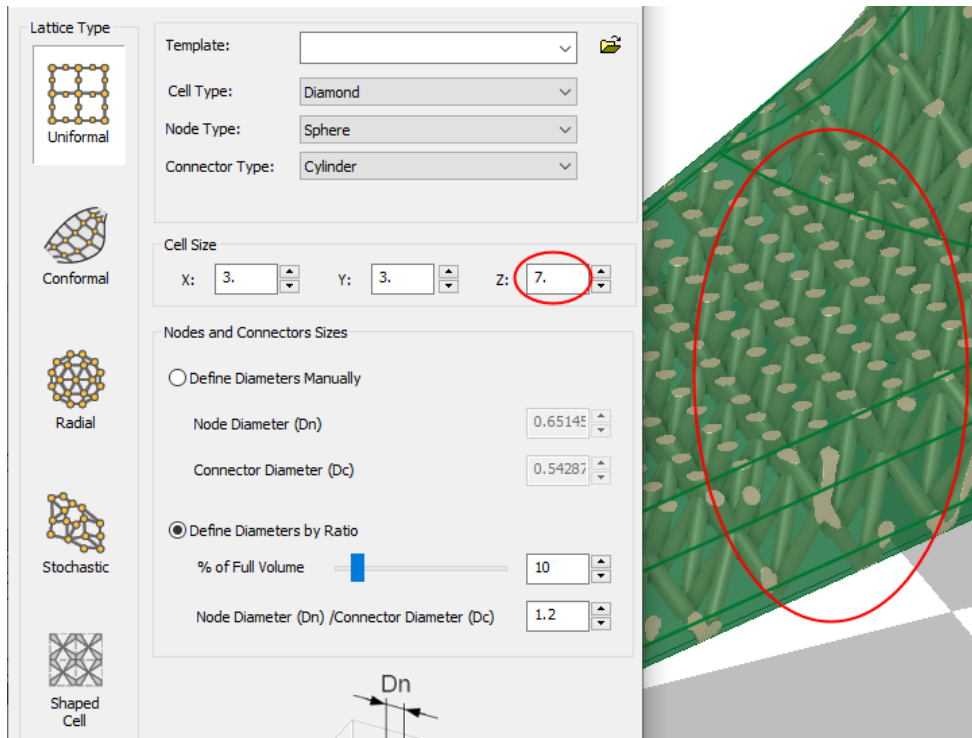 Lattice Type
Uniformal
Conformal
Radial
Stochastic
Shaped
Cell
Template:
Cell Type: Diamond
Node Type: Sphere
Connector Type: Cylinder
Cell Size
X: 3. Y: 3. Z: 7.
Nodes and Connectors Sizes
Define Diameters Manually
Node Diameter (Dn) 0.65145
Connector Diameter (Dc) 0.54287
Define Diameters by Ratio
% of Full Volume 10
Node Diameter (Dn) /Connector Diameter (Dc) 1.2
Dn